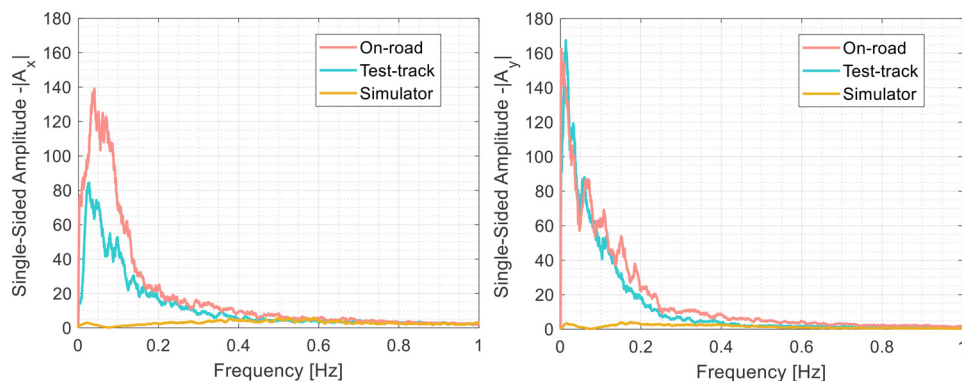 180
160
140
120
100
80
60
40
20
0
Single-Sided Amplitude -|A_x|
On-road
Test-track
Simulator
0 0.2 0.4 0.6 0.8 1
Frequency [Hz]
180
160
140
120
100
80
60
40
20
0
Single-Sided Amplitude -|A_y|
On-road
Test-track
Simulator
0 0.2 0.4 0.6 0.8 1
Frequency [Hz]